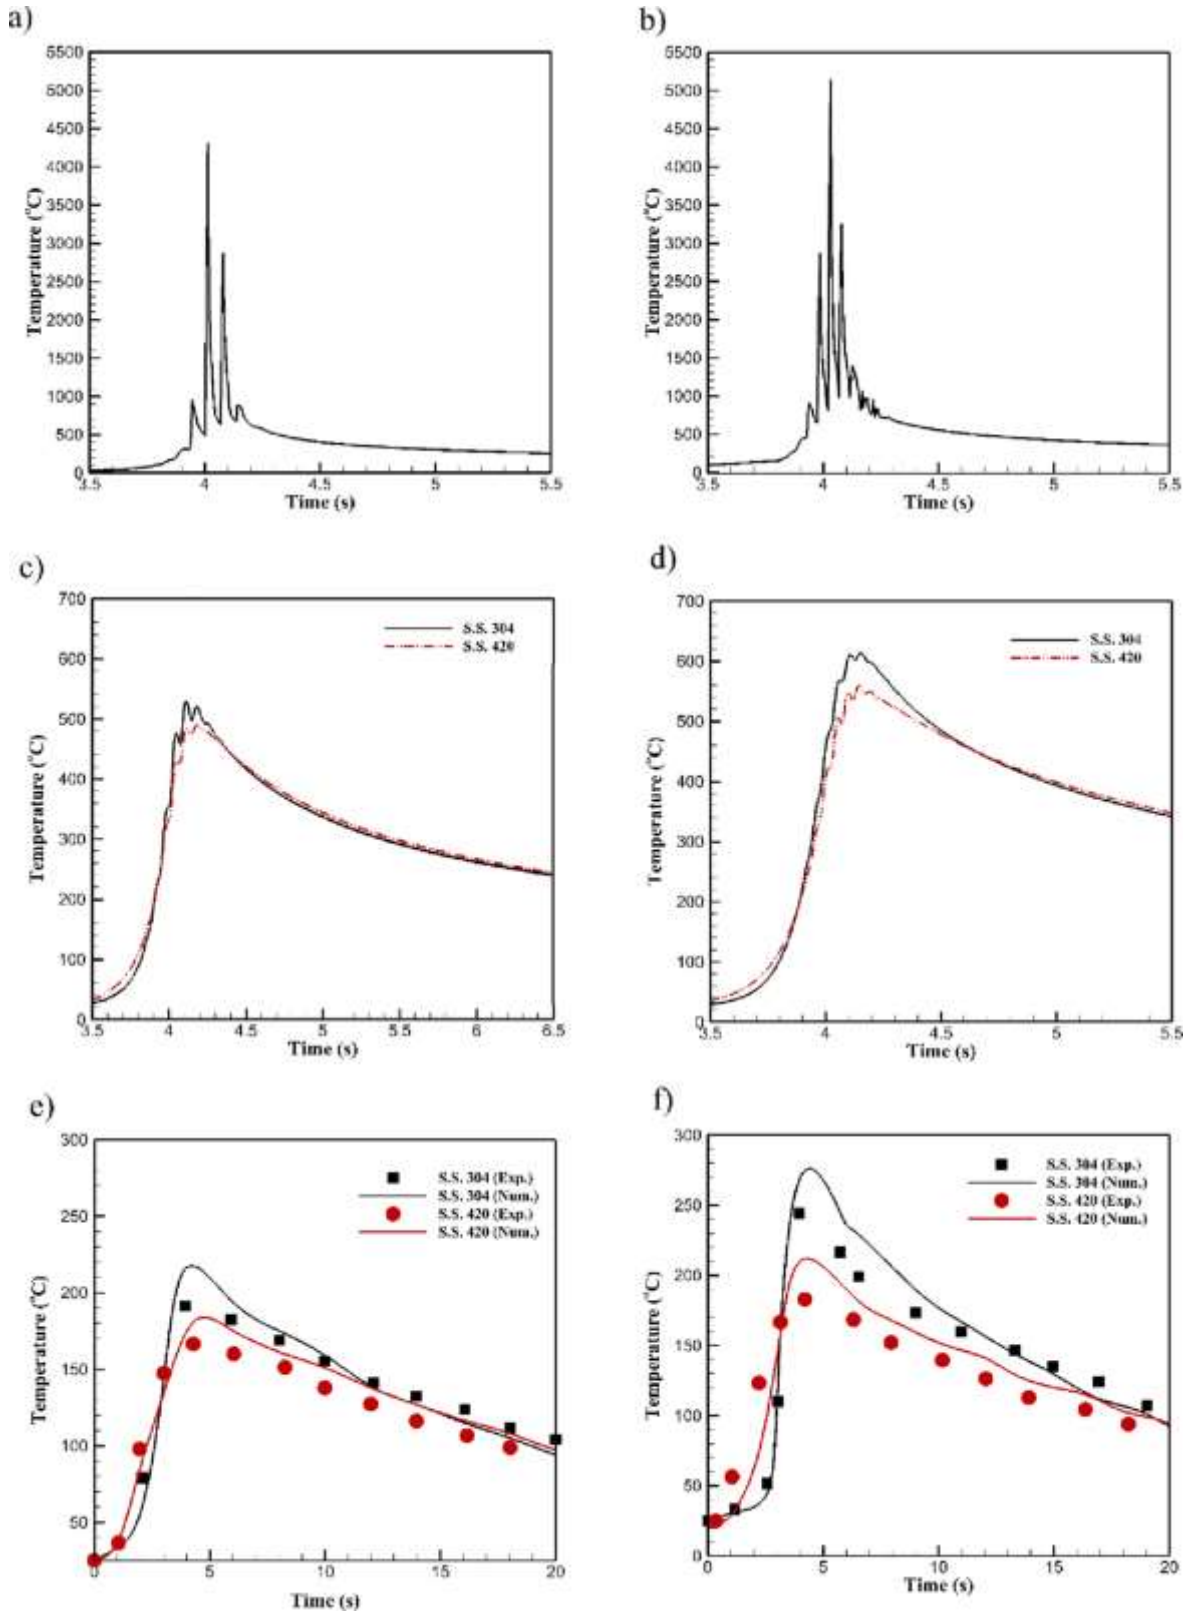 a)
5500
5000
4500
4000
3500
3000
2500
2000
1500
1000
500
0
Temperature (°C)
3.5 4 4.5 5 5.5
Time (s)
b)
5500
5000
4500
4000
3500
3000
2500
2000
1500
1000
500
0
Temperature (°C)
3.5 4 4.5 5 5.5
Time (s)
c)
700
600
500
400
300
200
100
0
Temperature (°C)
S.S. 304
S.S. 420
3.5 4 4.5 5 5.5 6 6.5
Time (s)
d)
700
600
500
400
300
200
100
0
Temperature (°C)
S.S. 304
S.S. 420
3.5 4 4.5 5 5.5
Time (s)
e)
300
250
200
150
100
50
Temperature (°C)
S.S. 304 (Exp.)
S.S. 304 (Num.)
S.S. 420 (Exp.)
S.S. 420 (Num.)
0 5 10 15 20
Time (s)
f)
300
250
200
150
100
50
0
Temperature (°C)
S.S. 304 (Exp.)
S.S. 304 (Num.)
S.S. 420 (Exp.)
S.S. 420 (Num.)
0 5 10 15 20
Time (s)